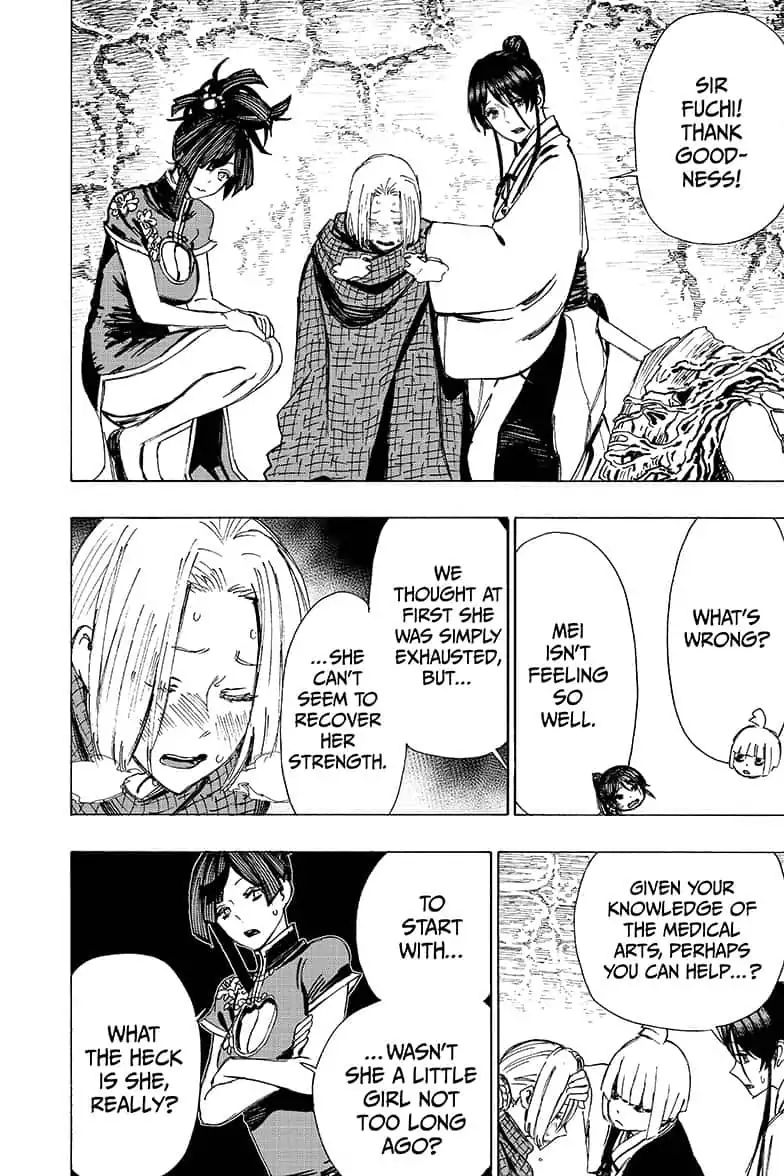 SIR
FUCHI!
THANK
GOOD-
NESS!
WHAT'S
WRONG?
MEI
ISN'T
FEELING
SO
WELL.
WE
THOUGHT AT
FIRST SHE
WAS SIMPLY
EXHAUSTED,
BUT...
...SHE
CAN'T
SEEM TO
RECOVER
HER
STRENGTH.
GIVEN YOUR
KNOWLEDGE OF
THE MEDICAL
ARTS, PERHAPS
YOU CAN HELP...?
TO
START
WITH...
...WASN'T
SHE A LITTLE
GIRL NOT
TOO LONG
AGO?
WHAT
THE HECK
IS SHE,
REALLY?